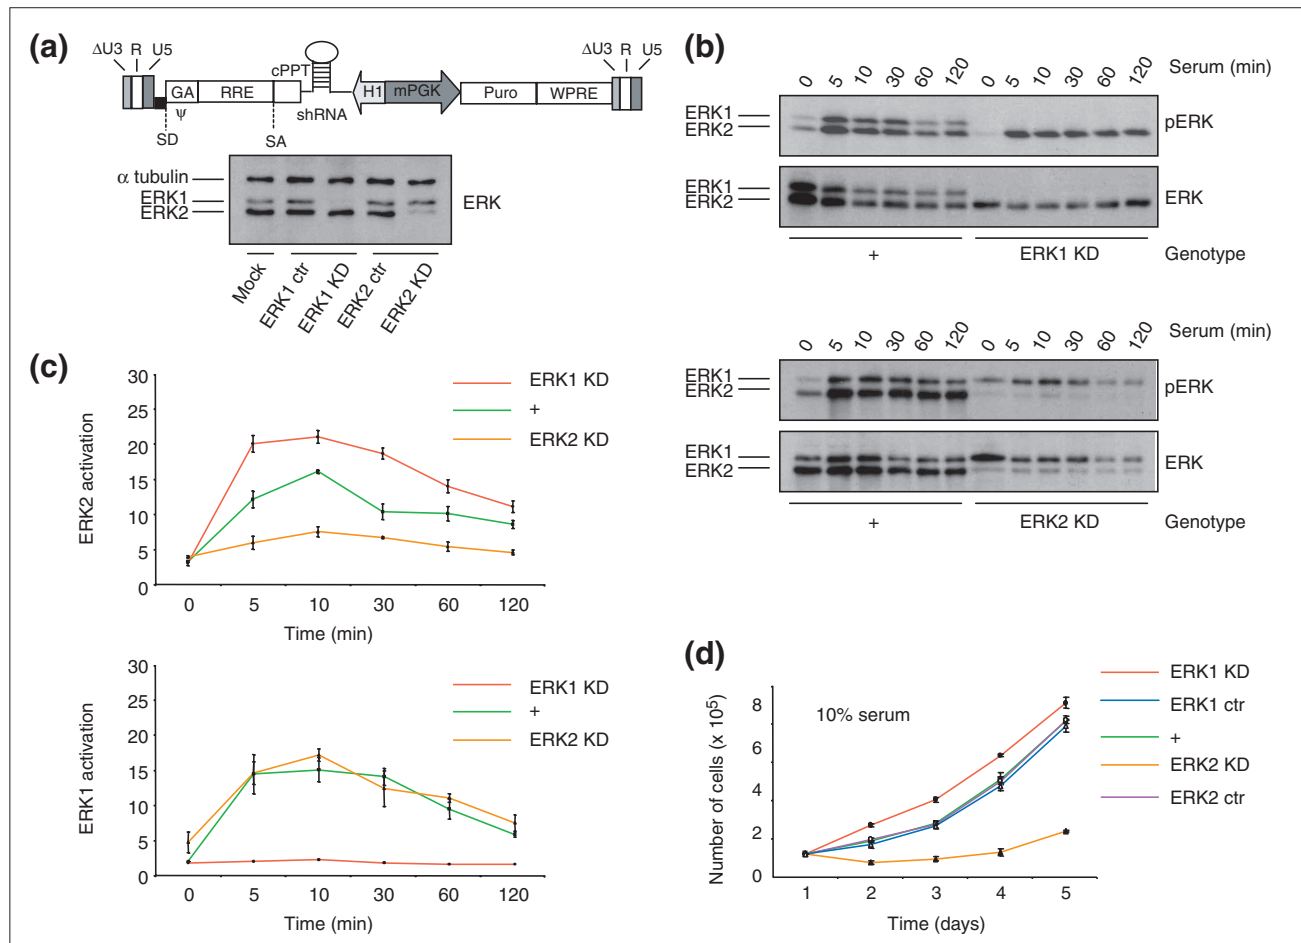 (a)
ΔU3 R U5
cPPT
GA RRE H1 mPGK Puro WPRE
ψ shRNA
SD SA
α tubulin
ERK1
ERK2
ERK
Mock
ERK1 ctr
ERK1 KD
ERK2 ctr
ERK2 KD
ΔU3 R U5
(b)
0 5 10 30 60 120 0 5 10 30 60 120 Serum (min)
ERK1
ERK2
pERK
ERK1
ERK2
ERK
+ ERK1 KD Genotype
0 5 10 30 60 120 0 5 10 30 60 120 Serum (min)
ERK1
ERK2
pERK
ERK1
ERK2
ERK
+ ERK2 KD Genotype
(c)
ERK2 activation
30
25
20
15
10
5
0
0 5 10 30 60 120
Time (min)
ERK1 KD
+
ERK2 KD
ERK1 activation
30
25
20
15
10
5
0
0 5 10 30 60 120
Time (min)
ERK1 KD
+
ERK2 KD
(d)
Number of cells (x 10⁵)
8
6
4
2
0
10% serum
1 2 3 4 5
Time (days)
ERK1 KD
ERK1 ctr
+
ERK2 KD
ERK2 ctr